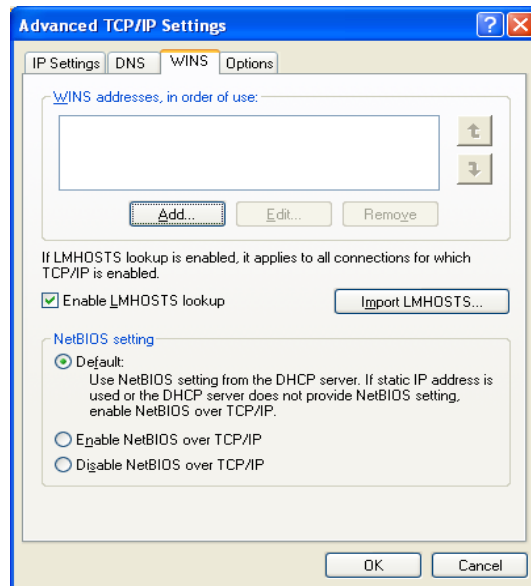 Advanced TCP/IP Settings
IP Settings DNS WINS Options
WINS addresses, in order of use:
Add... Edit... Remove
If LMHOSTS lookup is enabled, it applies to all connections for which
TCP/IP is enabled.
Enable LMHOSTS lookup Import LMHOSTS...
NetBIOS setting
Default:
Use NetBIOS setting from the DHCP server. If static IP address is
used or the DHCP server does not provide NetBIOS setting,
enable NetBIOS over TCP/IP.
Enable NetBIOS over TCP/IP
Disable NetBIOS over TCP/IP
OK Cancel